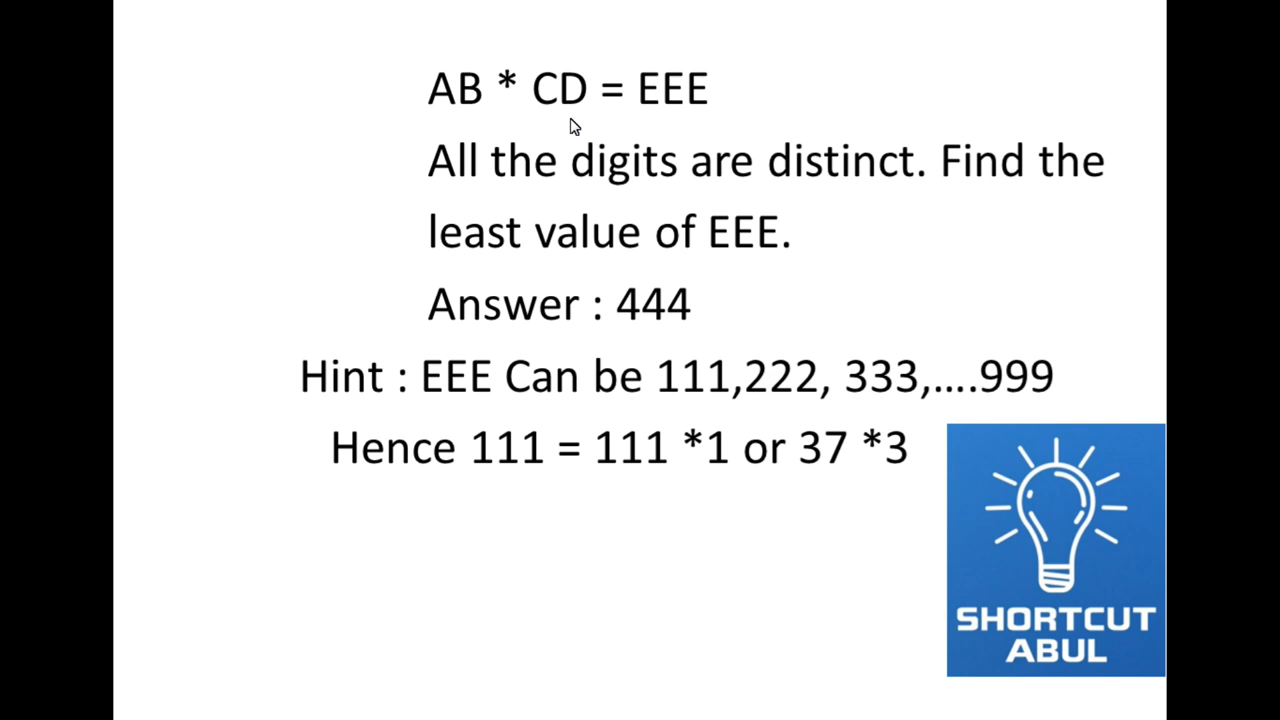 AB * CD = EEE
All the digits are distinct. Find the
least value of EEE.
Answer : 444
Hint : EEE Can be 111,222, 333,....999
Hence 111 = 111 *1 or 37 *3
SHORTCUT
ABUL